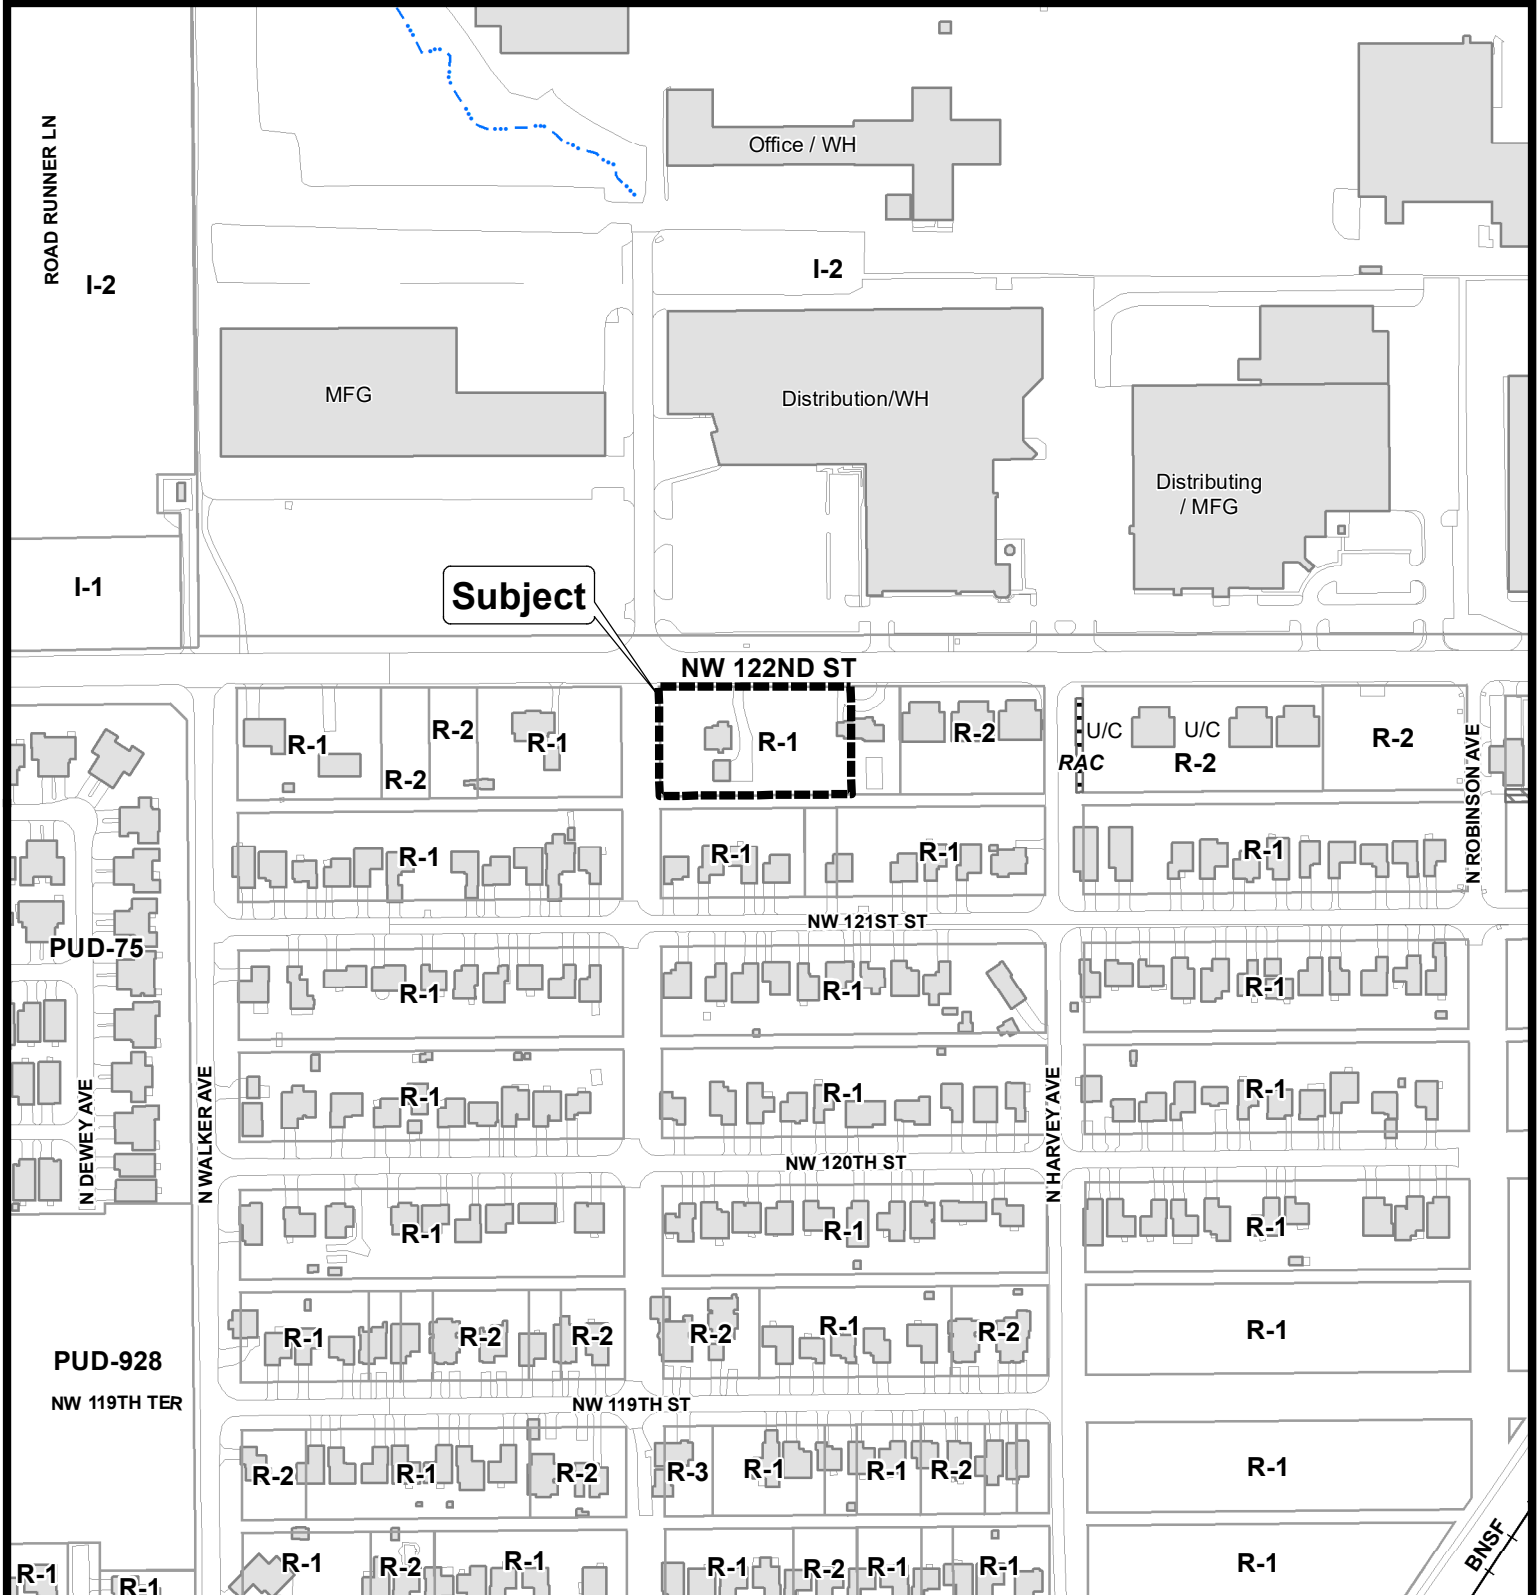 ROAD RUNNER LN
Office / WH
I-2
I-2
MFG
Distribution/WH
Distributing
/ MFG
I-1
Subject
NW 122ND ST
R-1
R-2
R-2
R-1
R-1
R-2
U/C
U/C
RAC
R-2
R-2
N ROBINSON AVE
R-1
R-1
R-1
R-1
NW 121ST ST
PUD-75
R-1
R-1
R-1
N DEWEY AVE
N WALKER AVE
R-1
R-1
N HARVEY AVE
R-1
NW 120TH ST
R-1
R-1
R-1
R-1
R-2
R-2
R-2
R-1
R-2
R-1
PUD-928
NW 119TH TER
NW 119TH ST
R-2
R-1
R-2
R-3
R-1
R-1
R-2
R-1
BNSF
R-1
R-1
R-1
R-2
R-1
R-1
R-2
R-1
R-1
R-1